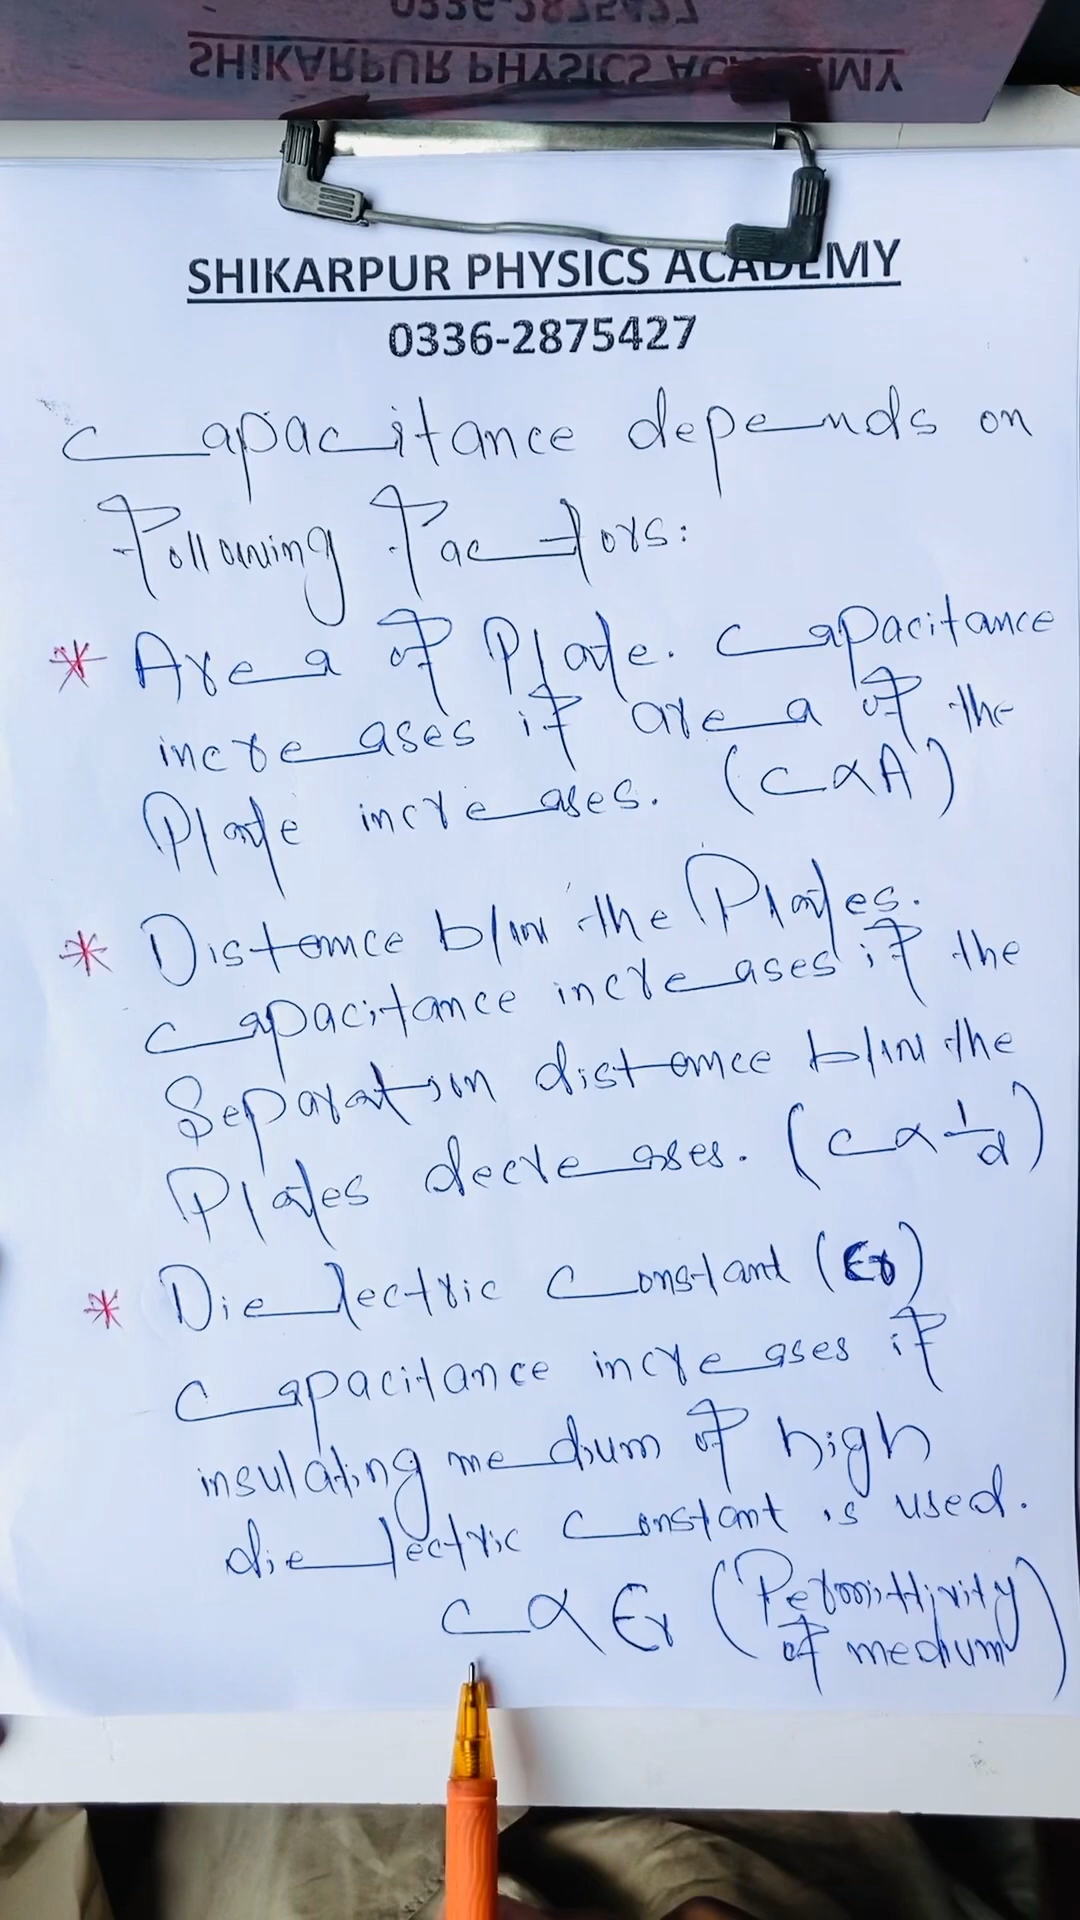 0336-2875427
SHIKARPUR PHYSICS ACADEMY
SHIKARPUR PHYSICS ACADEMY
0336-2875427
Capacitance depends on
Following Factors:
* Area of Plate. Capacitance
increases if area of the
Plate increases. (C∝A)
* Distance b/w the Plates.
Capacitance increases if the
Separation distance b/w the
Plates decreases. (C∝1/d)
* Dielectric Constant (Єr)
Capacitance increases if
insulating medium of high
dielectric Constant is used.
C∝Єr (Permittivity
of medium)